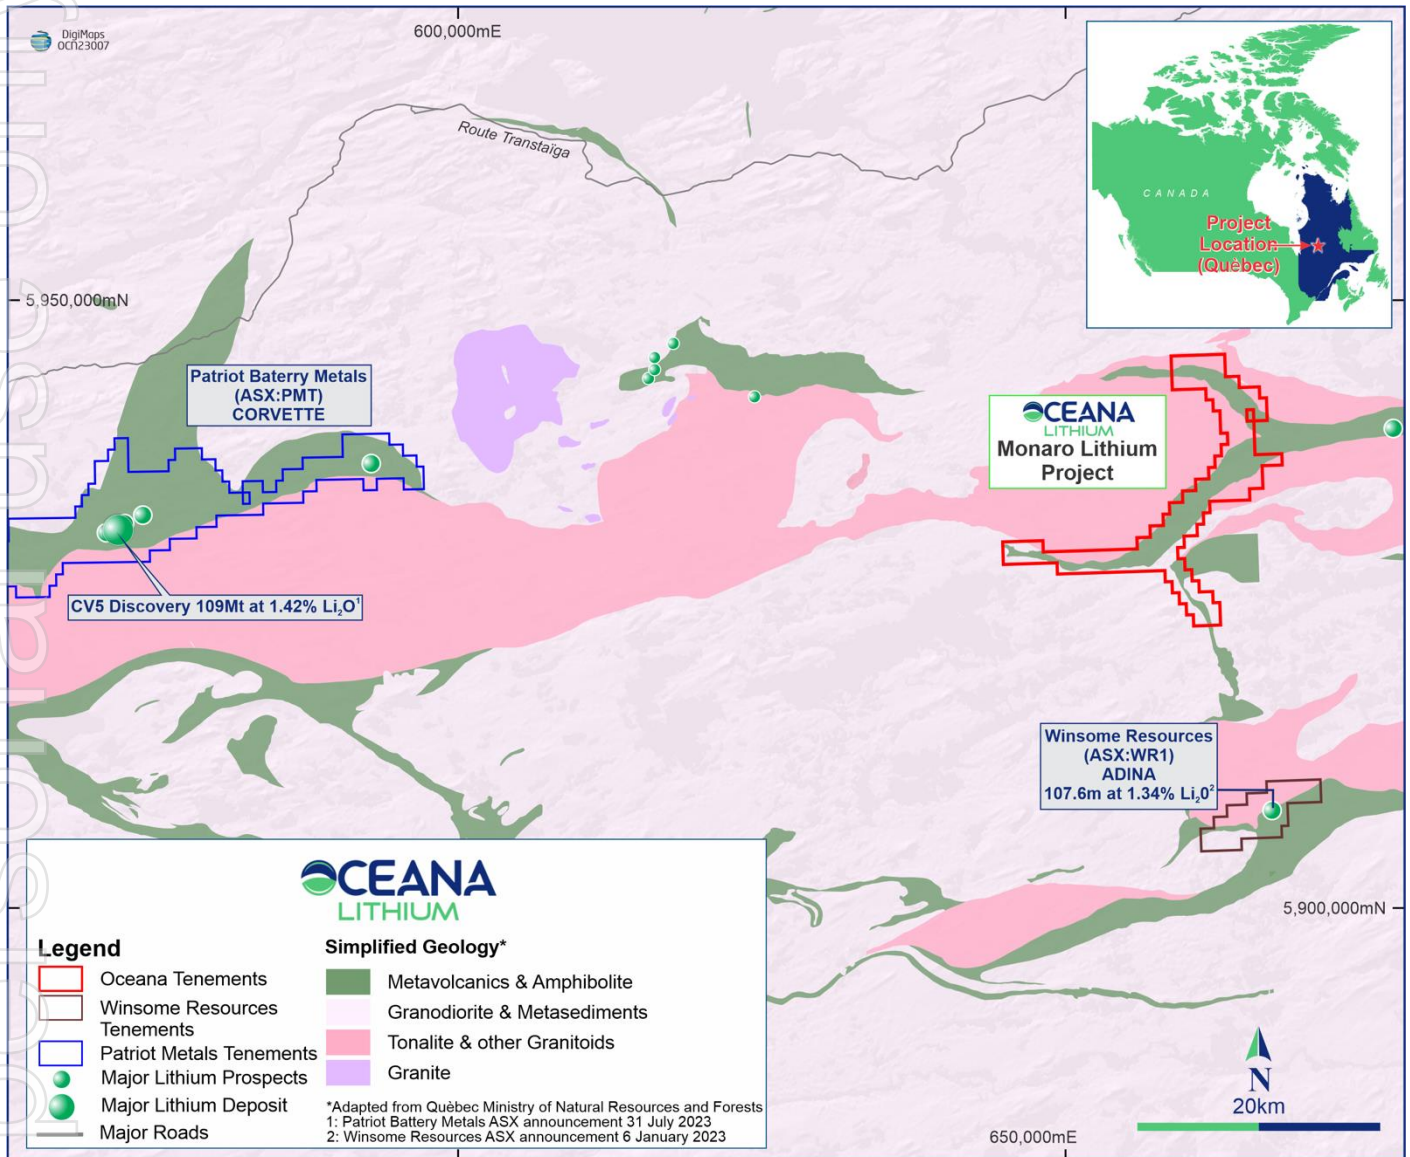 DigiMaps
OCN23007
600,000mE
Route Transtaïga
CANADA
Project
Location
(Quèbec)
5,950,000mN
Patriot Baterry Metals
(ASX:PMT)
CORVETTE
OCEANA
LITHIUM
Monaro Lithium
Project
CV5 Discovery 109Mt at 1.42% Li₂O¹
Winsome Resources
(ASX:WR1)
ADINA
107.6m at 1.34% Li₂0²
5,900,000mN
OCEANA
LITHIUM
Legend
Oceana Tenements
Winsome Resources
Tenements
Patriot Metals Tenements
Major Lithium Prospects
Major Lithium Deposit
Major Roads
Simplified Geology*
Metavolcanics & Amphibolite
Granodiorite & Metasediments
Tonalite & other Granitoids
Granite
*Adapted from Quèbec Ministry of Natural Resources and Forests
1: Patriot Battery Metals ASX announcement 31 July 2023
2: Winsome Resources ASX announcement 6 January 2023
N
20km
650,000mE